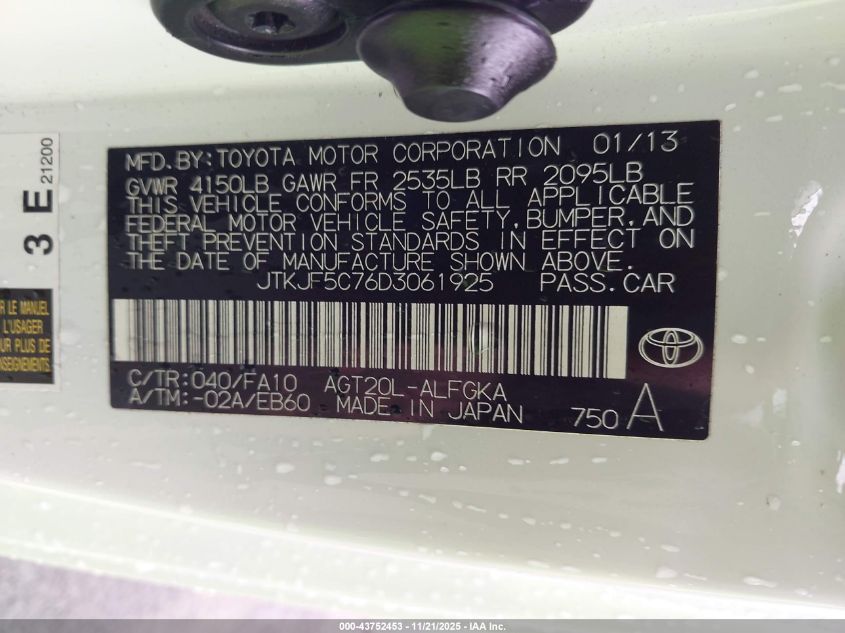 MFD.BY:TOYOTA MOTOR CORPORATION 01/13
GVWR 4150LB GAWR FR 2535LB RR 2095LB
THIS VEHICLE CONFORMS TO ALL APPLICABLE
FEDERAL MOTOR VEHICLE SAFETY, BUMPER, AND
THEFT PREVENTION STANDARDS IN EFFECT ON
THE DATE OF MANUFACTURE SHOWN ABOVE.
JTKJF5C76D3061925 PASS.CAR
C/TR:040/FA10 AGT20L-ALFGKA
A/TM:-02A/EB60 MADE IN JAPAN 750 A
3 E 21200
R LE MANUEL
L'USAGER
UR PLUS DE
NSEIGNEMENTS
000-43752453 - 11/21/2025 - IAA Inc.